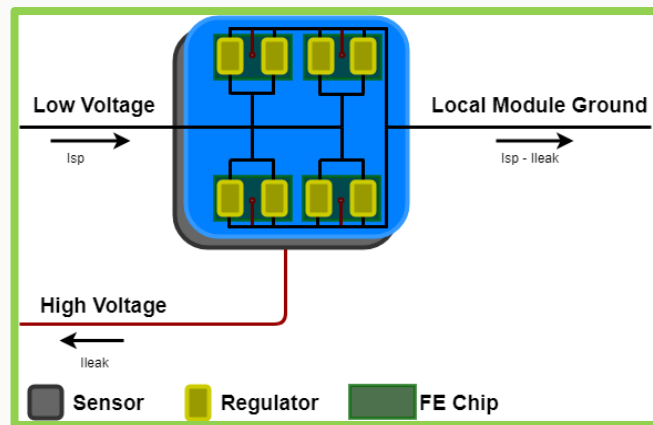 Low Voltage
Local Module Ground
Isp
Isp - Ileak
High Voltage
Ileak
Sensor
Regulator
FE Chip